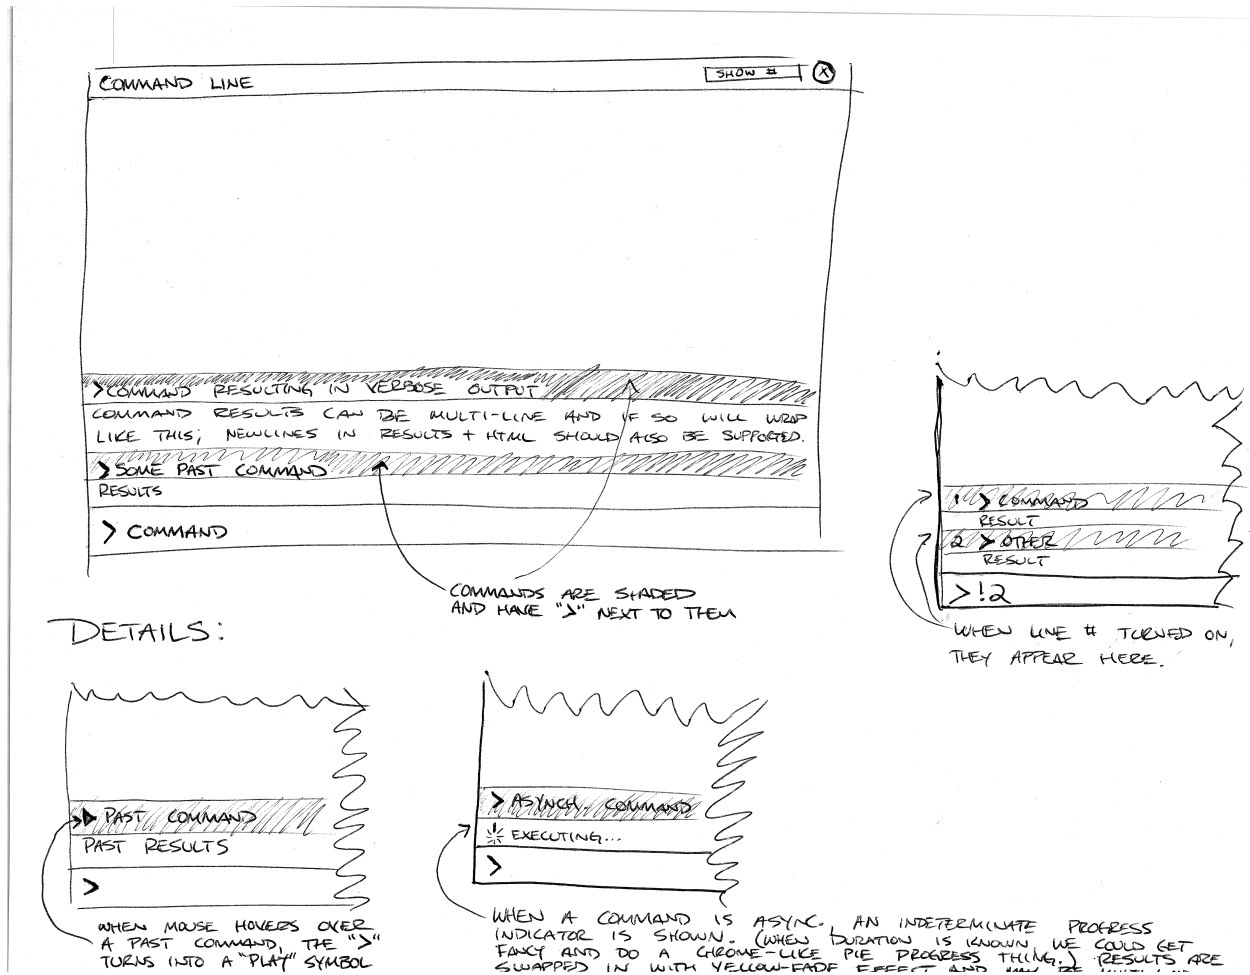 COMMAND LINE
SHOW #
X
>COMMAND RESULTING IN VERBOSE OUTPUT
COMMAND RESULTS CAN BE MULTI-LINE AND IF SO WILL WRAP
LIKE THIS; NEWLINES IN RESULTS + HTML SHOULD ALSO BE SUPPORTED.
>SOME PAST COMMAND
RESULTS
> COMMAND
COMMANDS ARE SHADED
AND HAVE ">" NEXT TO THEM
1 > COMMAND
RESULT
2 > OTHER
RESULT
>!2
WHEN LINE # TURNED ON,
THEY APPEAR HERE.
DETAILS:
PAST COMMAND
PAST RESULTS
>
WHEN MOUSE HOVERS OVER
A PAST COMMAND, THE ">"
TURNS INTO A "PLAY" SYMBOL
> ASYNCH. COMMAND
EXECUTING...
>
WHEN A COMMAND IS ASYNC., AN INDETERMINATE PROGRESS
INDICATOR IS SHOWN. (WHEN DURATION IS KNOWN, WE COULD GET
FANCY AND DO A CHROME-LIKE PIE PROGRESS THING.) RESULTS ARE
SWAPPED IN WITH YELLOW-FADE EFFECT AND MAY BE